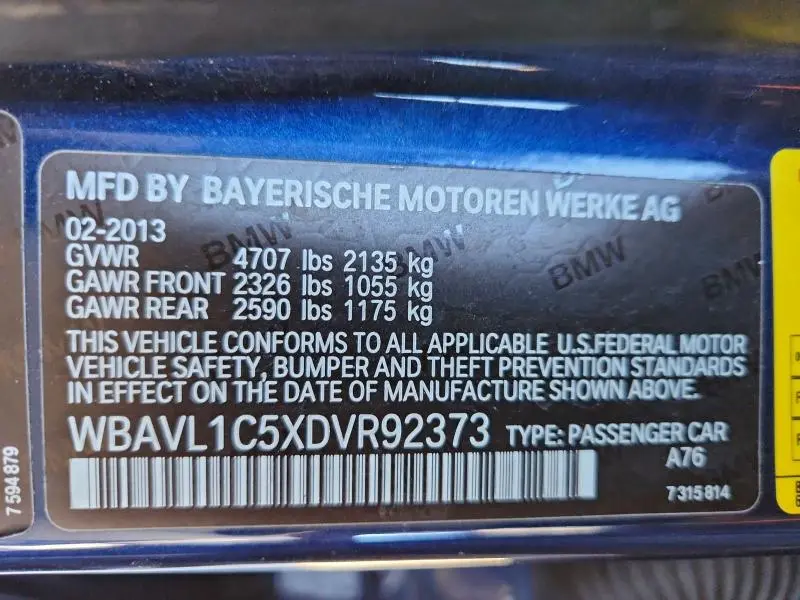 MFD BY BAYERISCHE MOTOREN WERKE AG
02-2013
GVWR 4707 lbs 2135 kg
GAWR FRONT 2326 lbs 1055 kg
GAWR REAR 2590 lbs 1175 kg
THIS VEHICLE CONFORMS TO ALL APPLICABLE U.S.FEDERAL MOTOR
VEHICLE SAFETY, BUMPER AND THEFT PREVENTION STANDARDS
IN EFFECT ON THE DATE OF MANUFACTURE SHOWN ABOVE.
WBAVL1C5XDVR92373 TYPE: PASSENGER CAR
A76
7 315 814
7 594 879
BMW
BMW
BMW
BMW